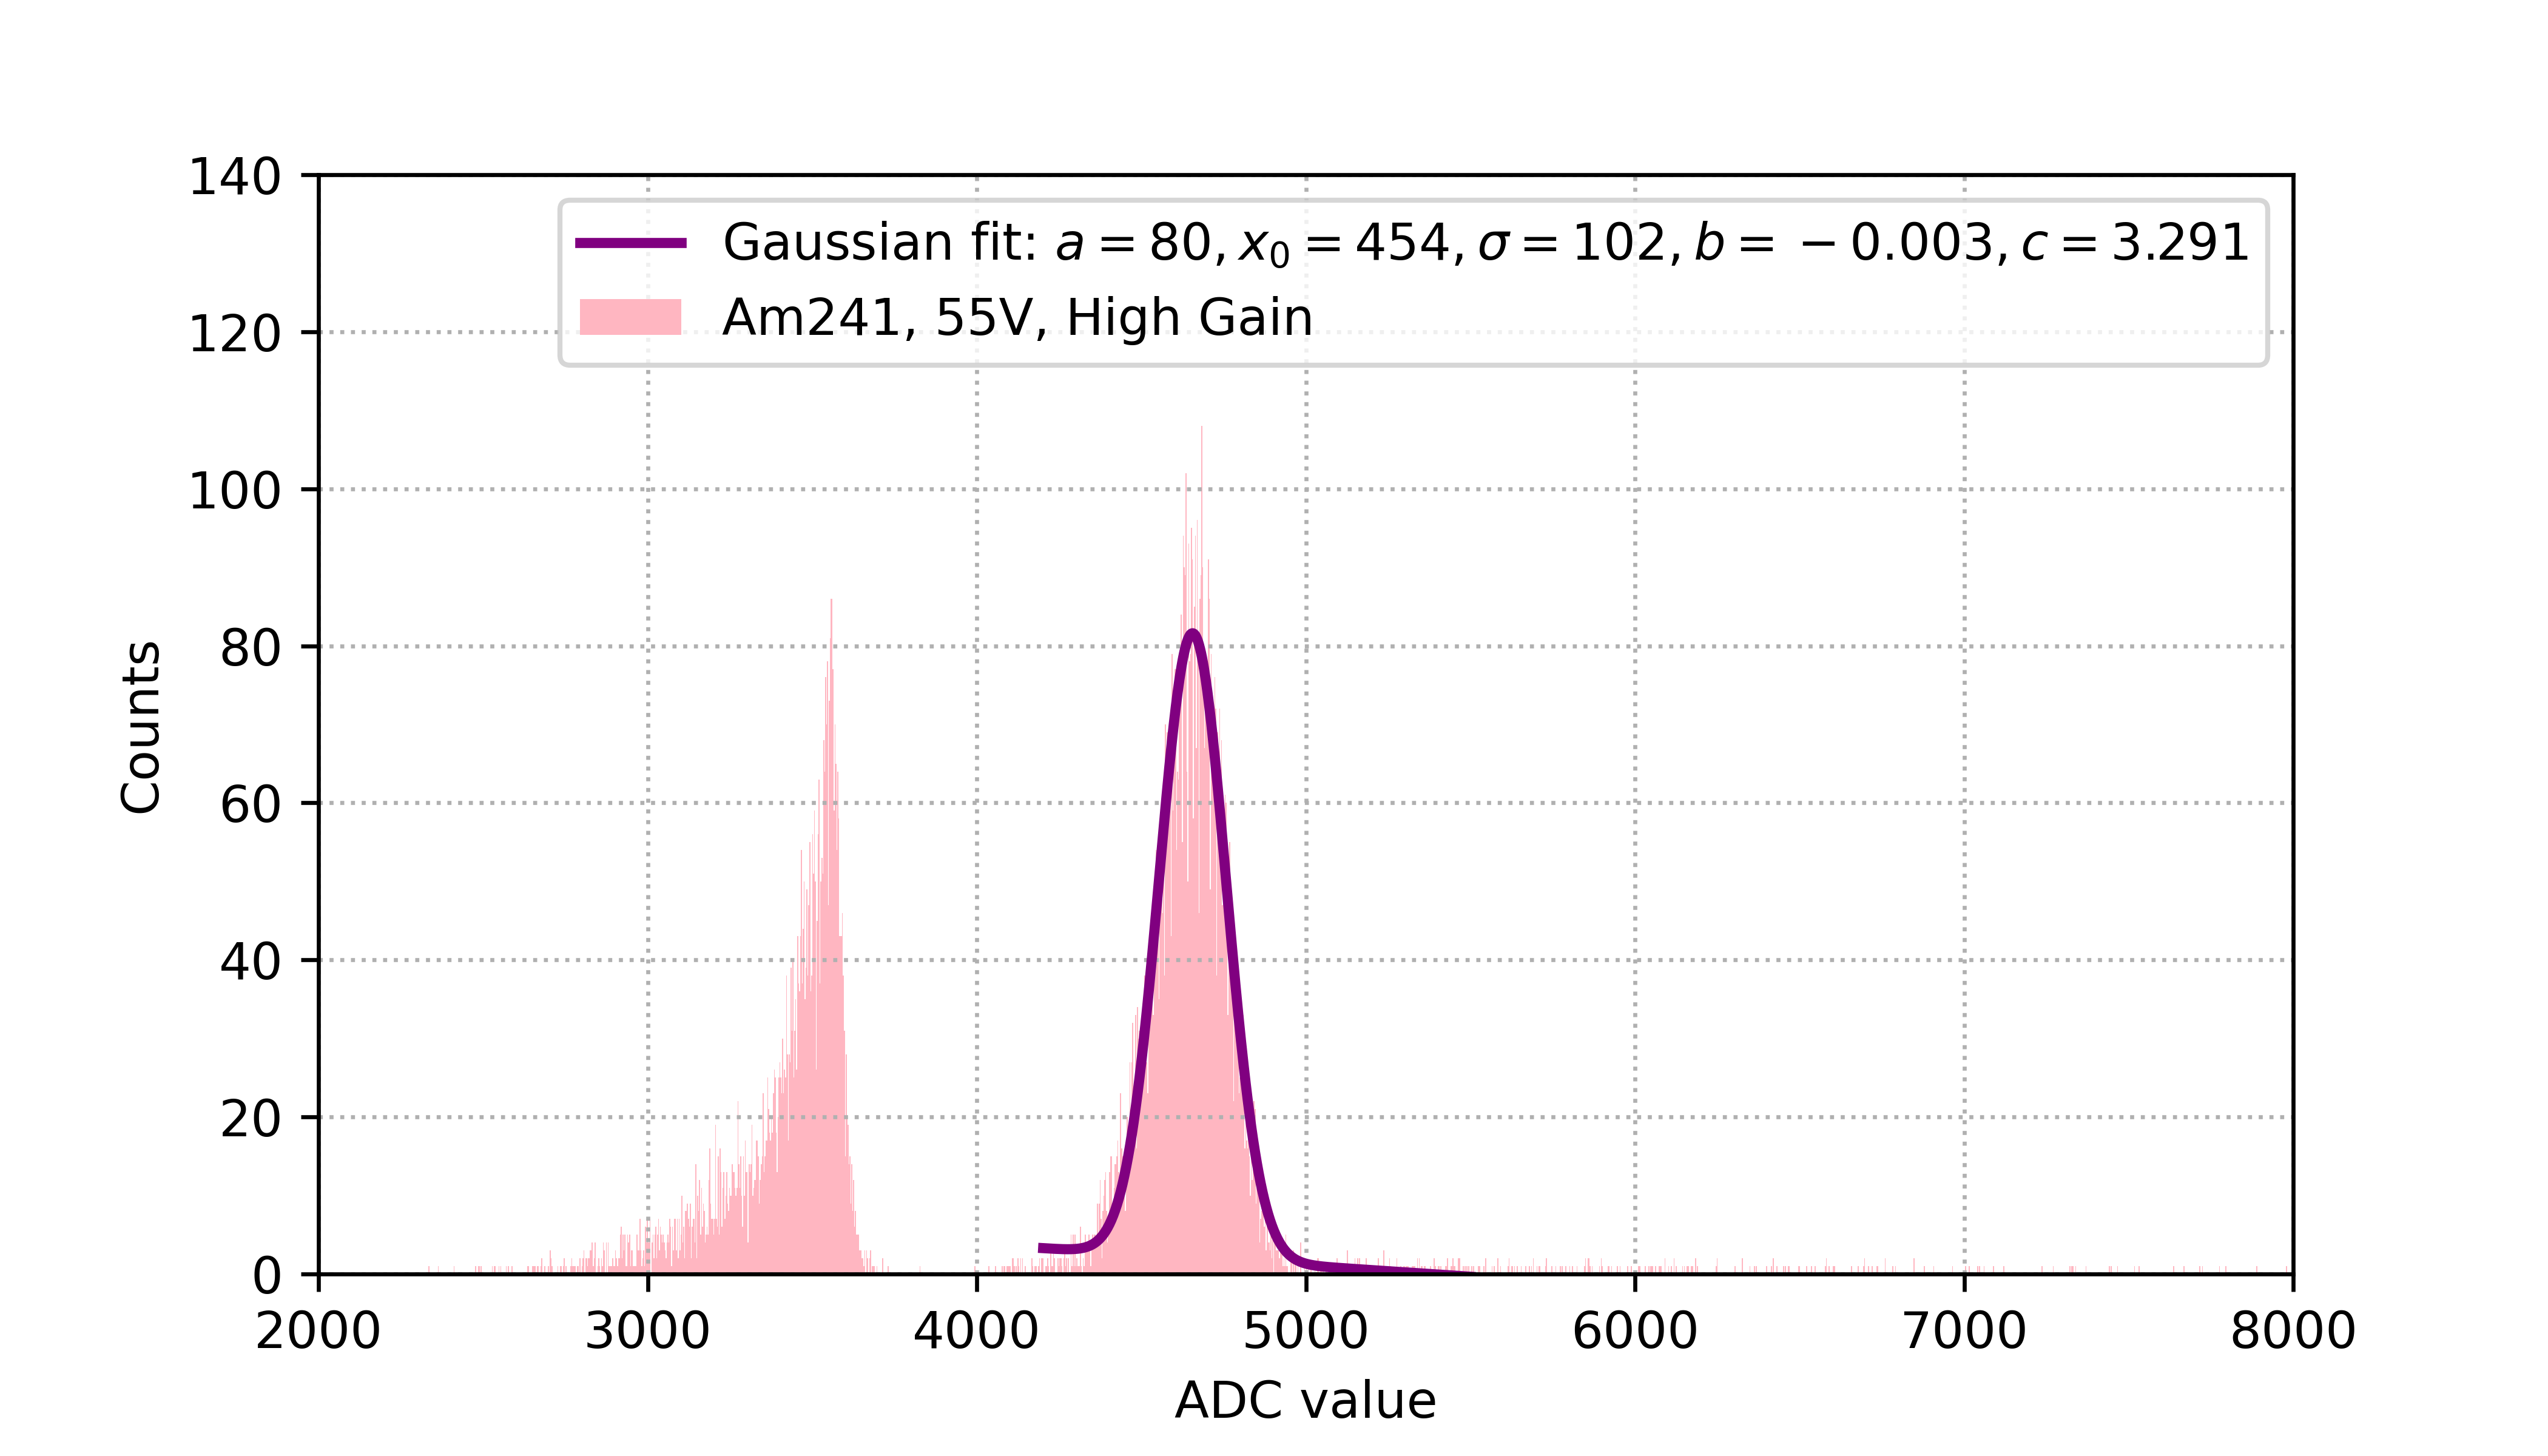 140
120
100
80
60
40
20
0
Counts
Gaussian fit: a = 80, x₀ = 454, σ = 102, b = − 0.003, c = 3.291
Am241, 55V, High Gain
2000 3000 4000 5000 6000 7000 8000
ADC value